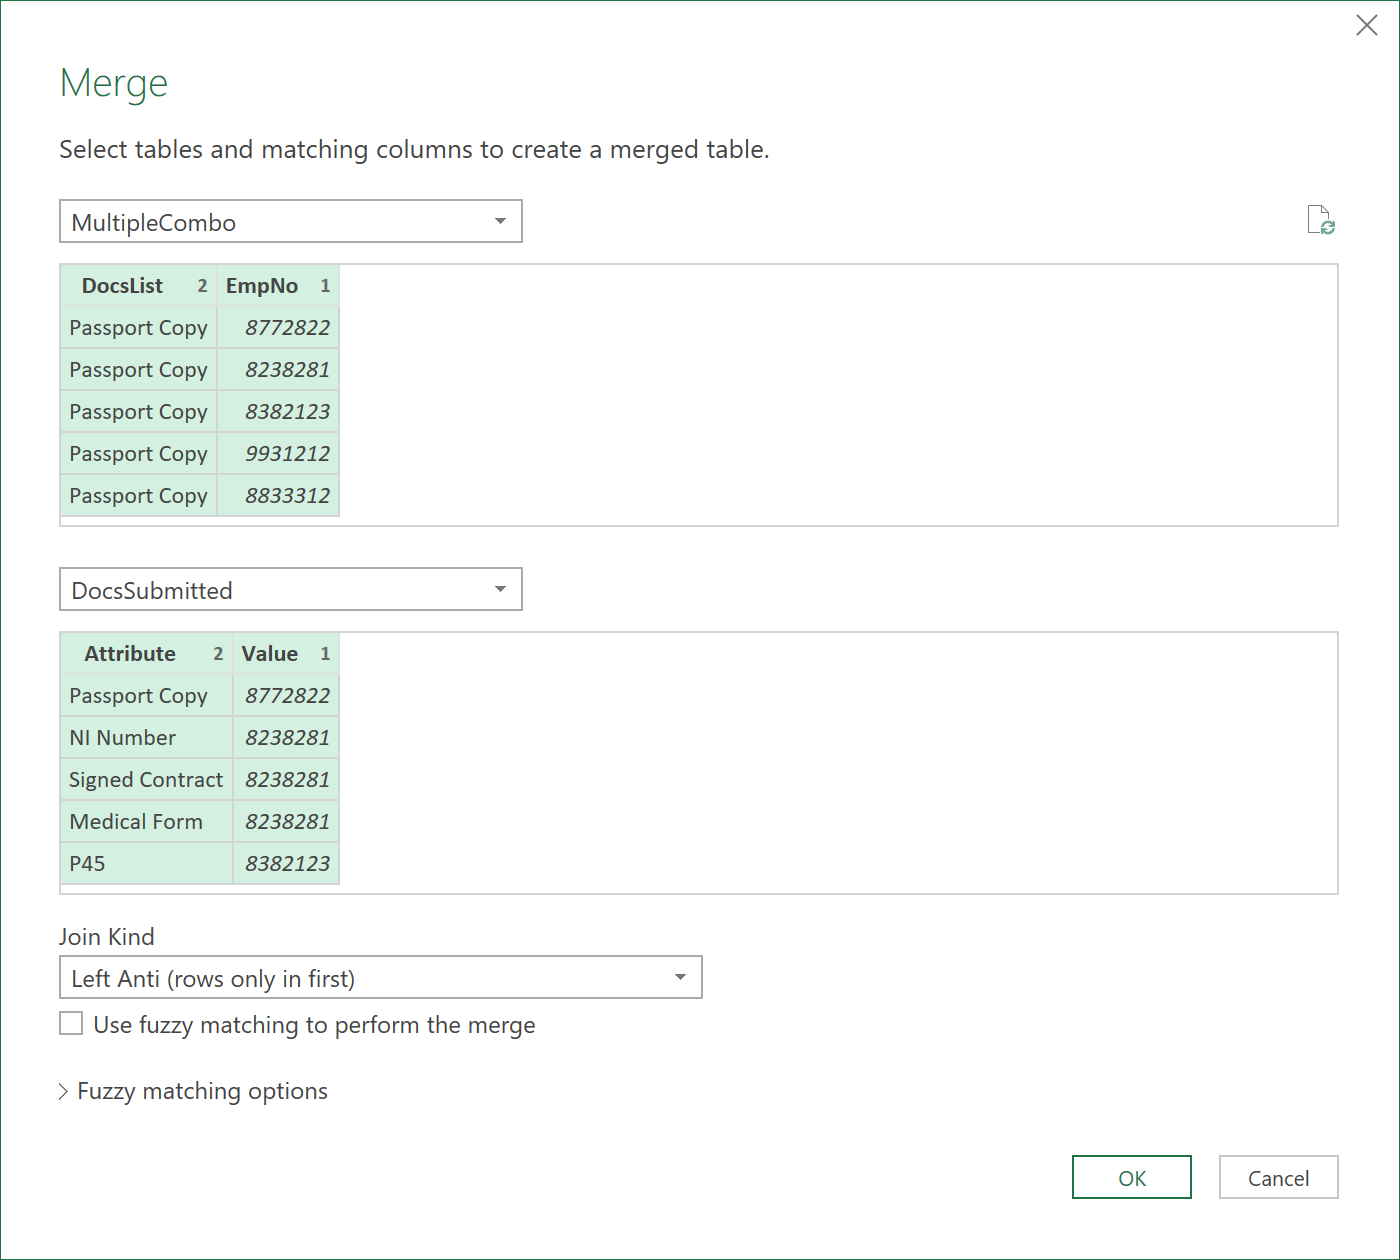 Merge
Select tables and matching columns to create a merged table.
MultipleCombo
DocsList 2 EmpNo 1
Passport Copy 8772822
Passport Copy 8238281
Passport Copy 8382123
Passport Copy 9931212
Passport Copy 8833312
DocsSubmitted
Attribute 2 Value 1
Passport Copy 8772822
NI Number 8238281
Signed Contract 8238281
Medical Form 8238281
P45 8382123
Join Kind
Left Anti (rows only in first)
Use fuzzy matching to perform the merge
Fuzzy matching options
OK Cancel